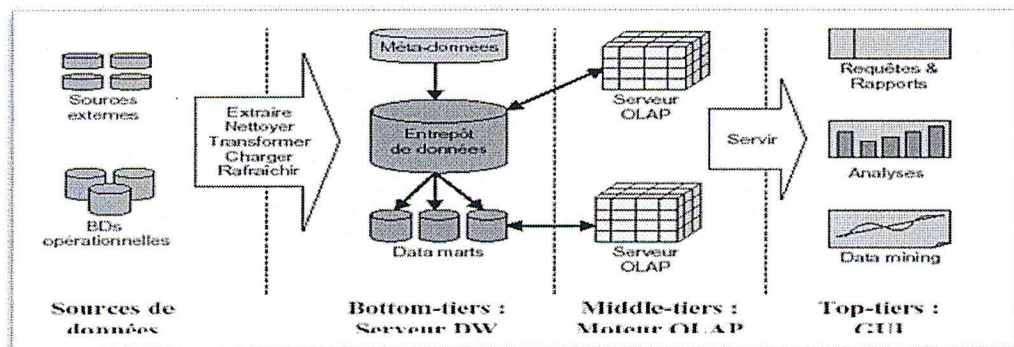 Sources
externes
BDs
opérationnelles
Extraire
Nettoyer
Transformer
Charger
Rafraîchir
Méta-données
Entrepôt
de données
Data marts
Serveur
OLAP
Serveur
OLAP
Servir
Requêtes &
Rapports
Analyses
Data mining
Sources de
données
Bottom-tiers :
Serveur DW
Middle-tiers :
Moteur OLAP
Top-tiers :
GUI